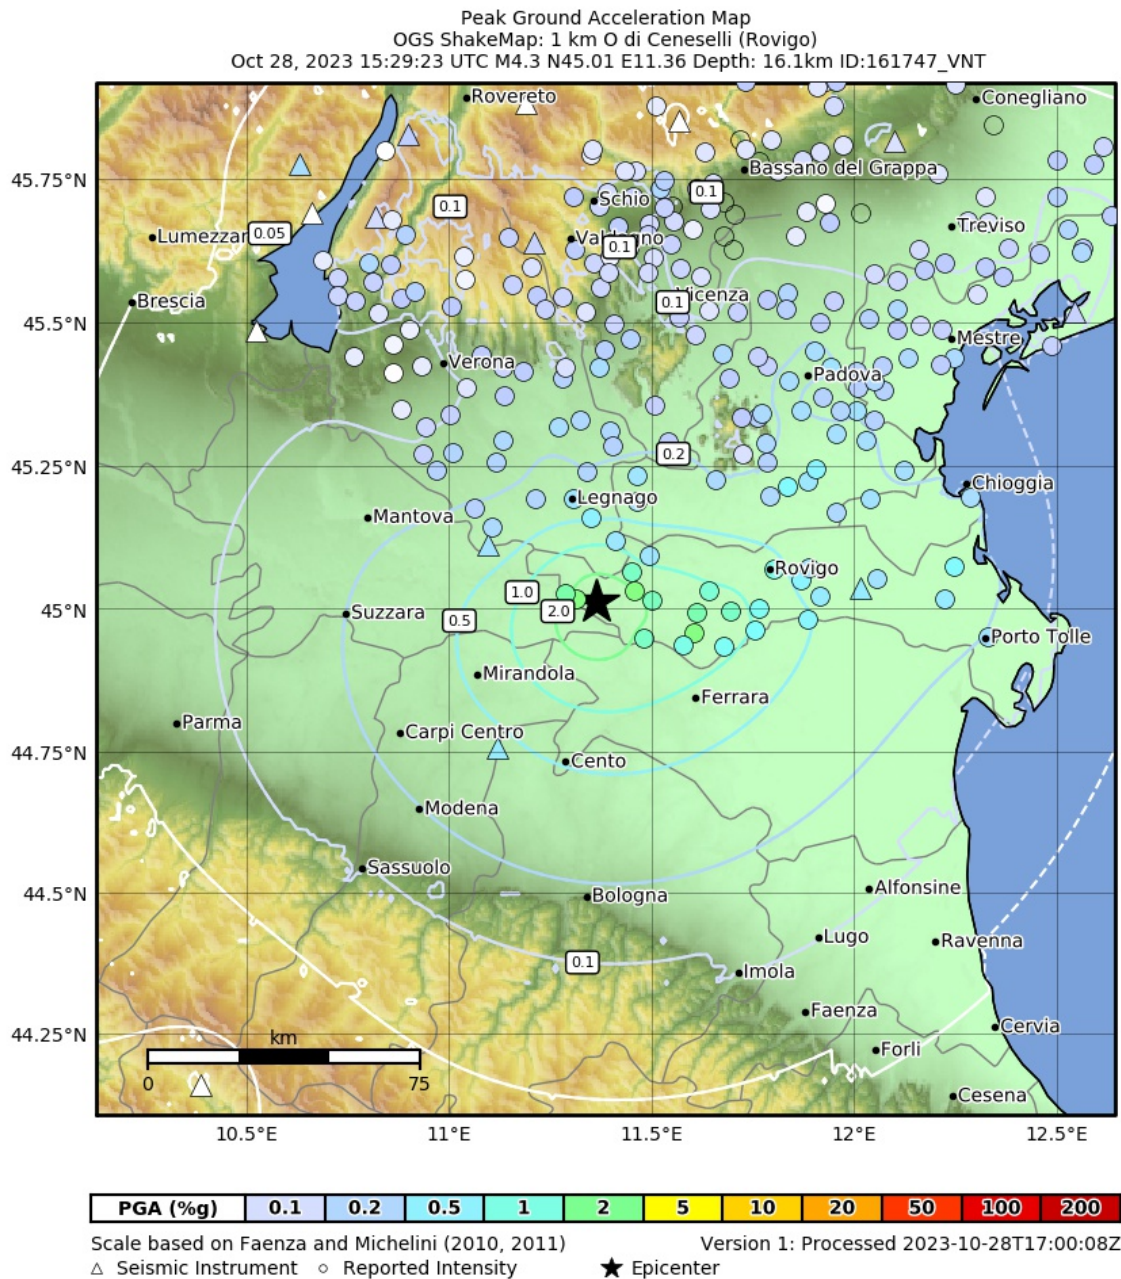 Peak Ground Acceleration Map
OGS ShakeMap: 1 km O di Ceneselli (Rovigo)
Oct 28, 2023 15:29:23 UTC M4.3 N45.01 E11.36 Depth: 16.1km ID:161747_VNT
Rovereto
Conegliano
45.75°N
Bassano del Grappa
Schio
0.1
0.1
Treviso
Lumezzan
0.05
Valdagno
0.1
Brescia
Vicenza
0.1
45.5°N
Mestre
Verona
Padova
45.25°N
0.2
Chioggia
Legnago
Mantova
Rovigo
45°N
1.0
2.0
Suzzara
0.5
Porto Tolle
Mirandola
Ferrara
Parma
Carpi Centro
44.75°N
Cento
Modena
Sassuolo
44.5°N
Bologna
Alfonsine
Lugo
Ravenna
0.1
Imola
Faenza
44.25°N
Cervia
km
Forli
0 75
Cesena
10.5°E 11°E 11.5°E 12°E 12.5°E
PGA (%g) 0.1 0.2 0.5 1 2 5 10 20 50 100 200
Scale based on Faenza and Michelini (2010, 2011) Version 1: Processed 2023-10-28T17:00:08Z
Seismic Instrument Reported Intensity Epicenter